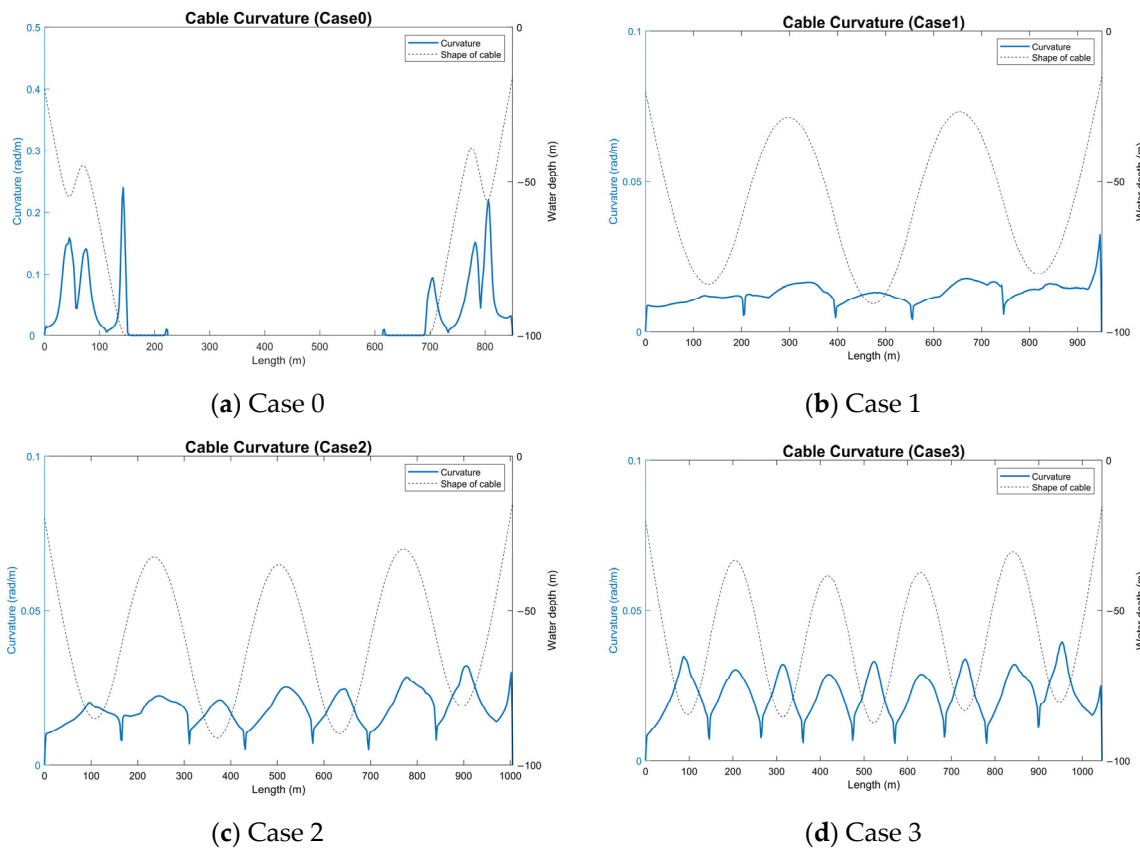 Cable Curvature (Case0)
Curvature
Shape of cable
Curvature (rad/m)
0.5
0.4
0.3
0.2
0.1
0
0
−50
−100
Water depth (m)
0 100 200 300 400 500 600 700 800
Length (m)
(a) Case 0
Cable Curvature (Case1)
Curvature
Shape of cable
Curvature (rad/m)
0.1
0.05
0
0
−50
−100
Water depth (m)
0 100 200 300 400 500 600 700 800 900
Length (m)
(b) Case 1
Cable Curvature (Case2)
Curvature
Shape of cable
Curvature (rad/m)
0.1
0.05
0
0
−50
−100
Water depth (m)
0 100 200 300 400 500 600 700 800 900 1000
Length (m)
(c) Case 2
Cable Curvature (Case3)
Curvature
Shape of cable
Curvature (rad/m)
0.1
0.05
0
0
−50
−100
Water depth (m)
0 100 200 300 400 500 600 700 800 900 1000
Length (m)
(d) Case 3